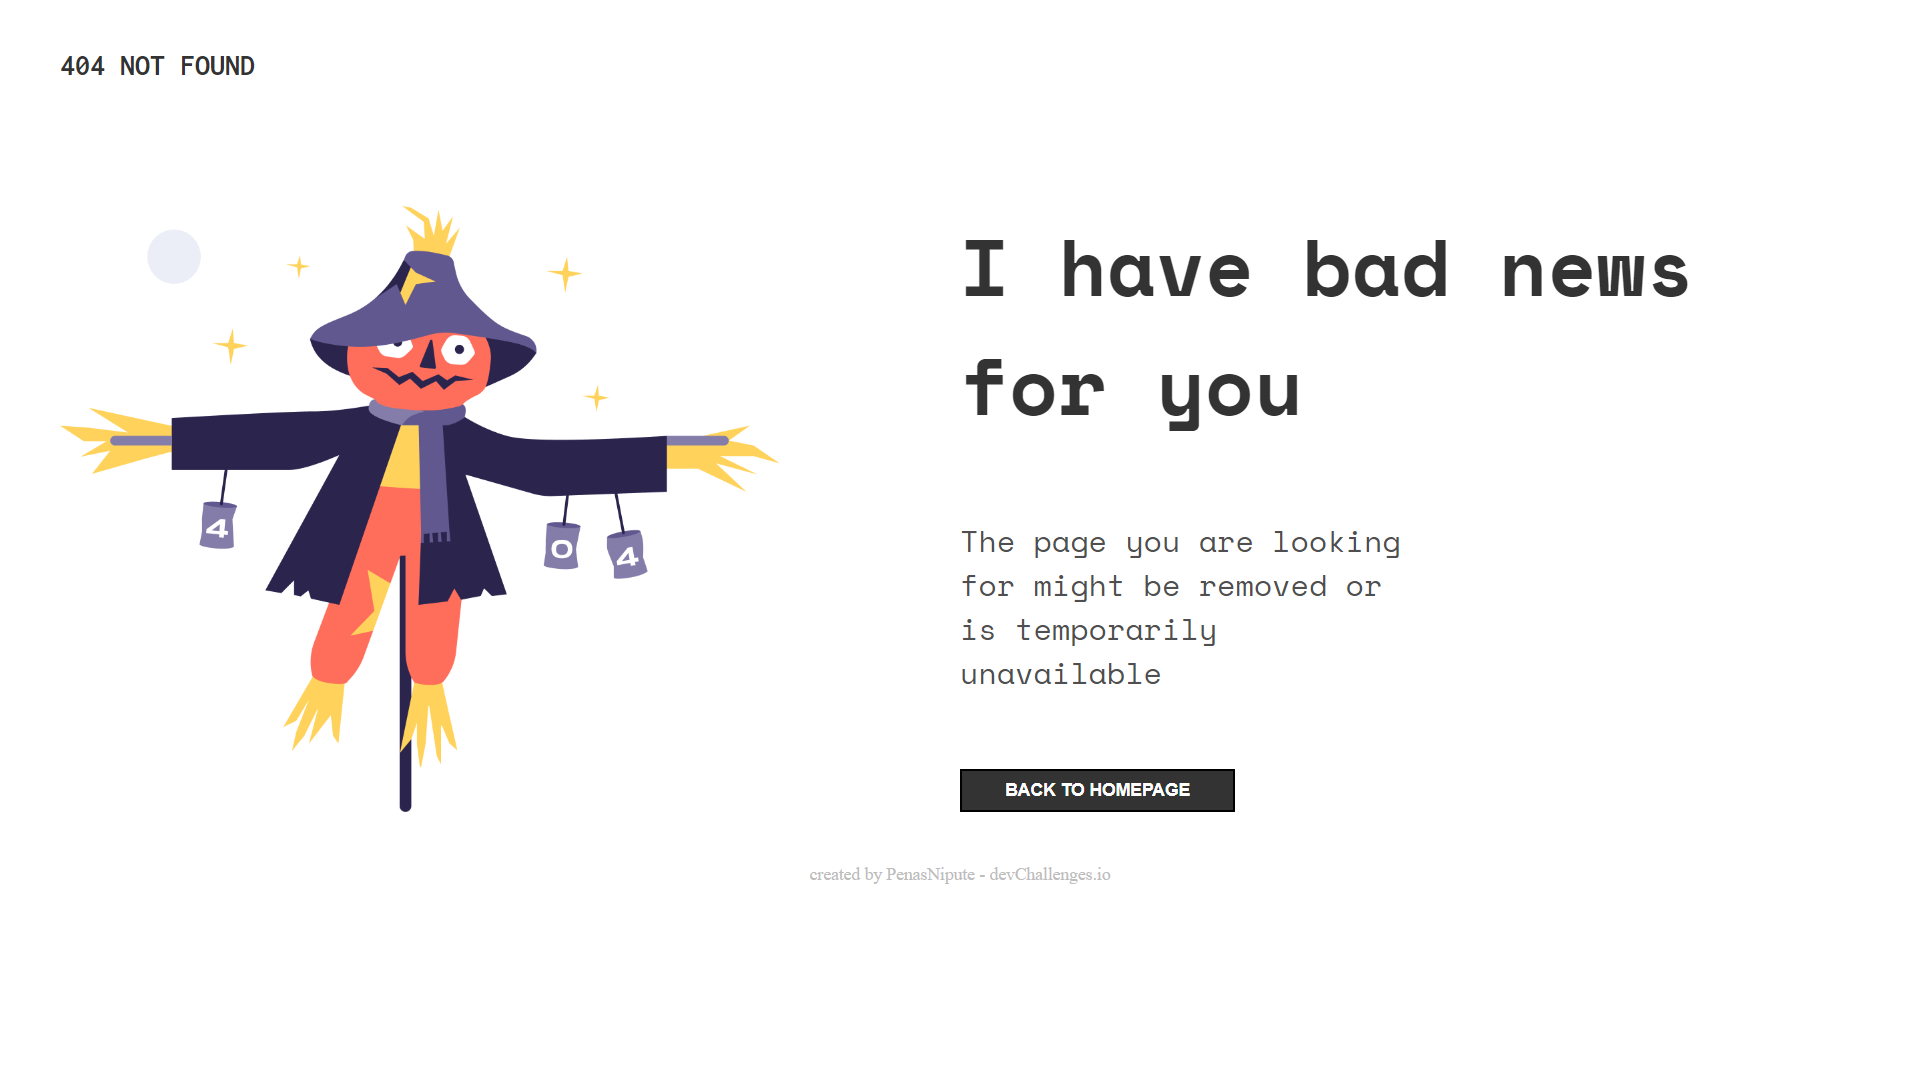 404 NOT FOUND
I have bad news
for you
4
0
4
The page you are looking
for might be removed or
is temporarily
unavailable
BACK TO HOMEPAGE
created by PenasNipute - devChallenges.io